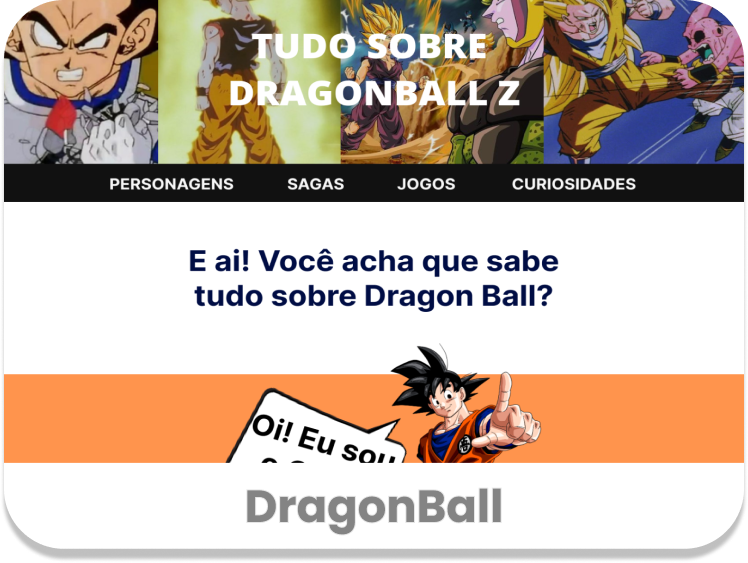 TUDO SOBRE
DRAGONBALL Z
PERSONAGENS SAGAS JOGOS CURIOSIDADES
E ai! Você acha que sabe
tudo sobre Dragon Ball?
Oi! Eu sou
DragonBall